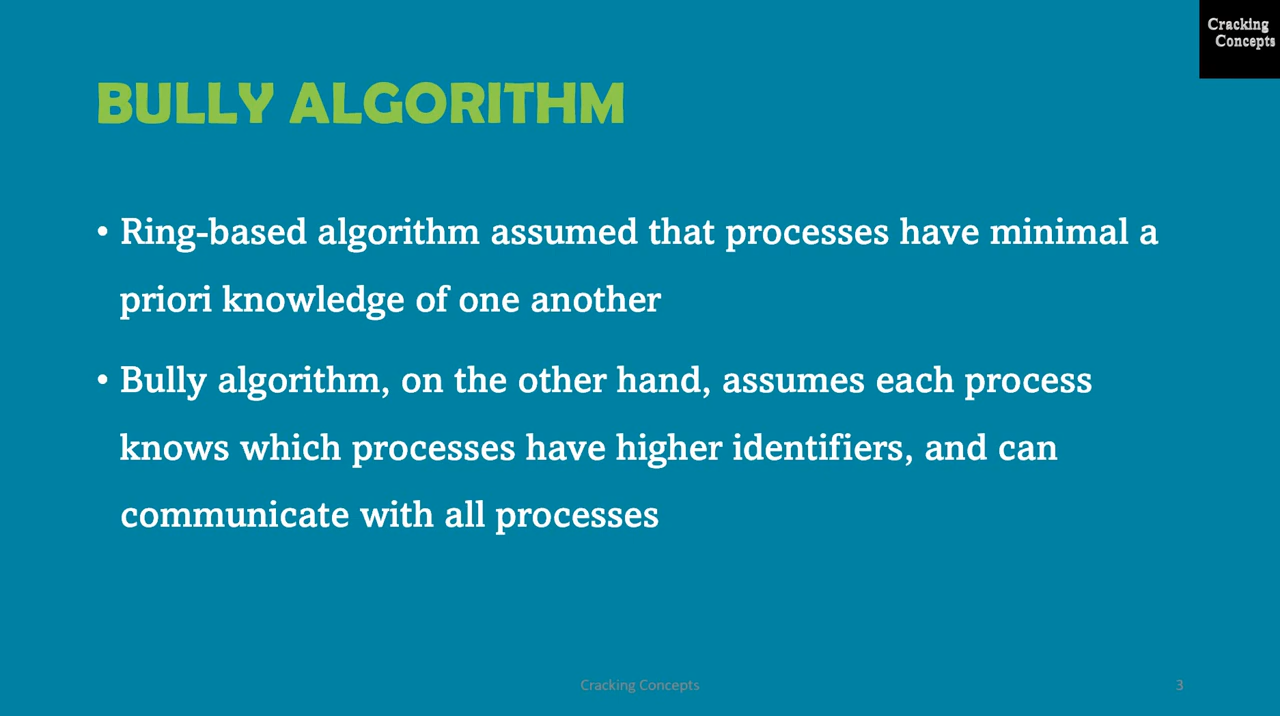 Cracking
Concepts
BULLY ALGORITHM
• Ring-based algorithm assumed that processes have minimal a
priori knowledge of one another
• Bully algorithm, on the other hand, assumes each process
knows which processes have higher identifiers, and can
communicate with all processes
Cracking Concepts
3